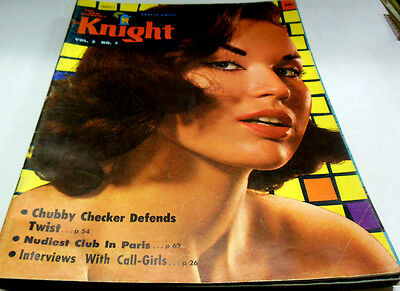 Knight
VOL. 3 NO. 7
• Chubby Checker Defends
Twist...p 54
• Nudiest Club In Paris...p 62
• Interviews With Call-Girls...p 26